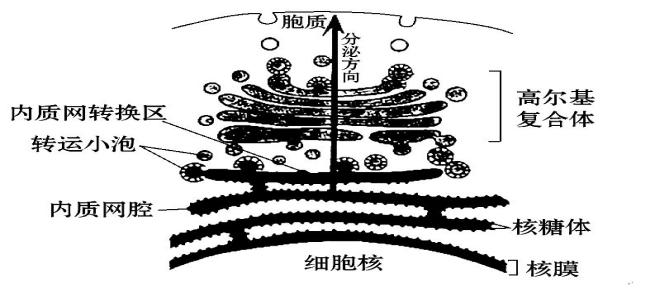 胞质
分泌方向
高尔基
复合体
内质网转换区
转运小泡
内质网腔
核糖体
细胞核
核膜